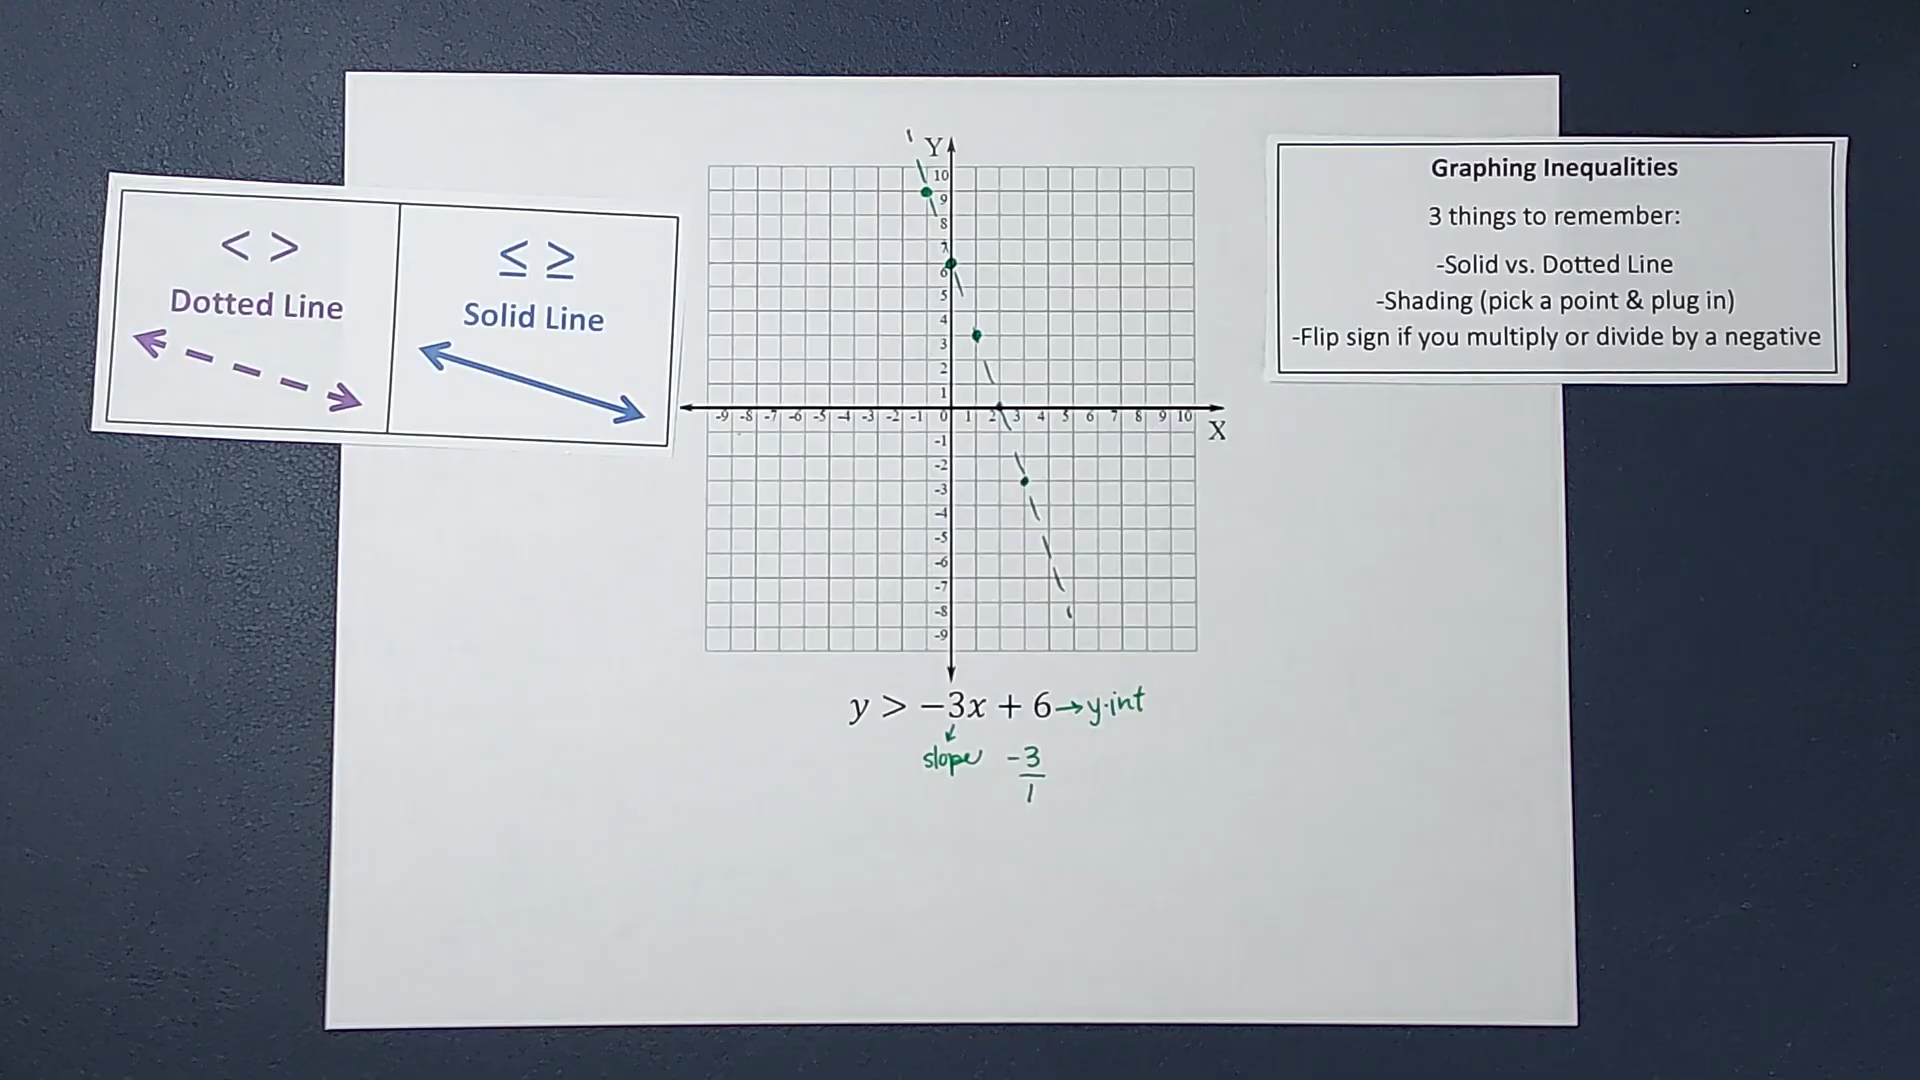 < >
Dotted Line
≤ ≥
Solid Line
Y
10
9
8
7
6
5
4
3
2
1
-9 -8 -7 -6 -5 -4 -3 -2 -1 0 1 2 3 4 5 6 7 8 9 10
X
-1
-2
-3
-4
-5
-6
-7
-8
-9
y > −3x + 6 → y-int
slope -3/1
Graphing Inequalities
3 things to remember:
-Solid vs. Dotted Line
-Shading (pick a point & plug in)
-Flip sign if you multiply or divide by a negative